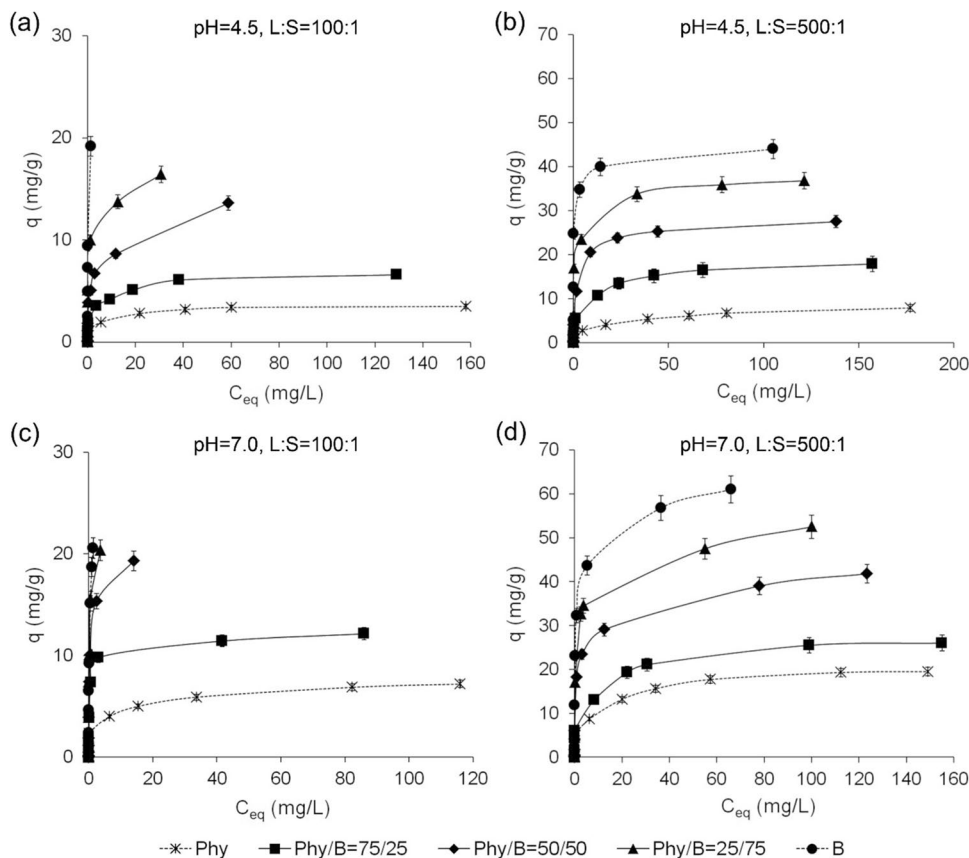 (a)
pH=4.5, L:S=100:1
30
20
10
0
q (mg/g)
0 20 40 60 80 100 120 140 160
Ceq (mg/L)
(b)
pH=4.5, L:S=500:1
70
60
50
40
30
20
10
0
q (mg/g)
0 50 100 150 200
Ceq (mg/L)
(c)
pH=7.0, L:S=100:1
30
20
10
0
q (mg/g)
0 20 40 60 80 100 120
Ceq (mg/L)
(d)
pH=7.0, L:S=500:1
70
60
50
40
30
20
10
0
q (mg/g)
0 20 40 60 80 100 120 140 160
Ceq (mg/L)
Phy Phy/B=75/25 Phy/B=50/50 Phy/B=25/75 B